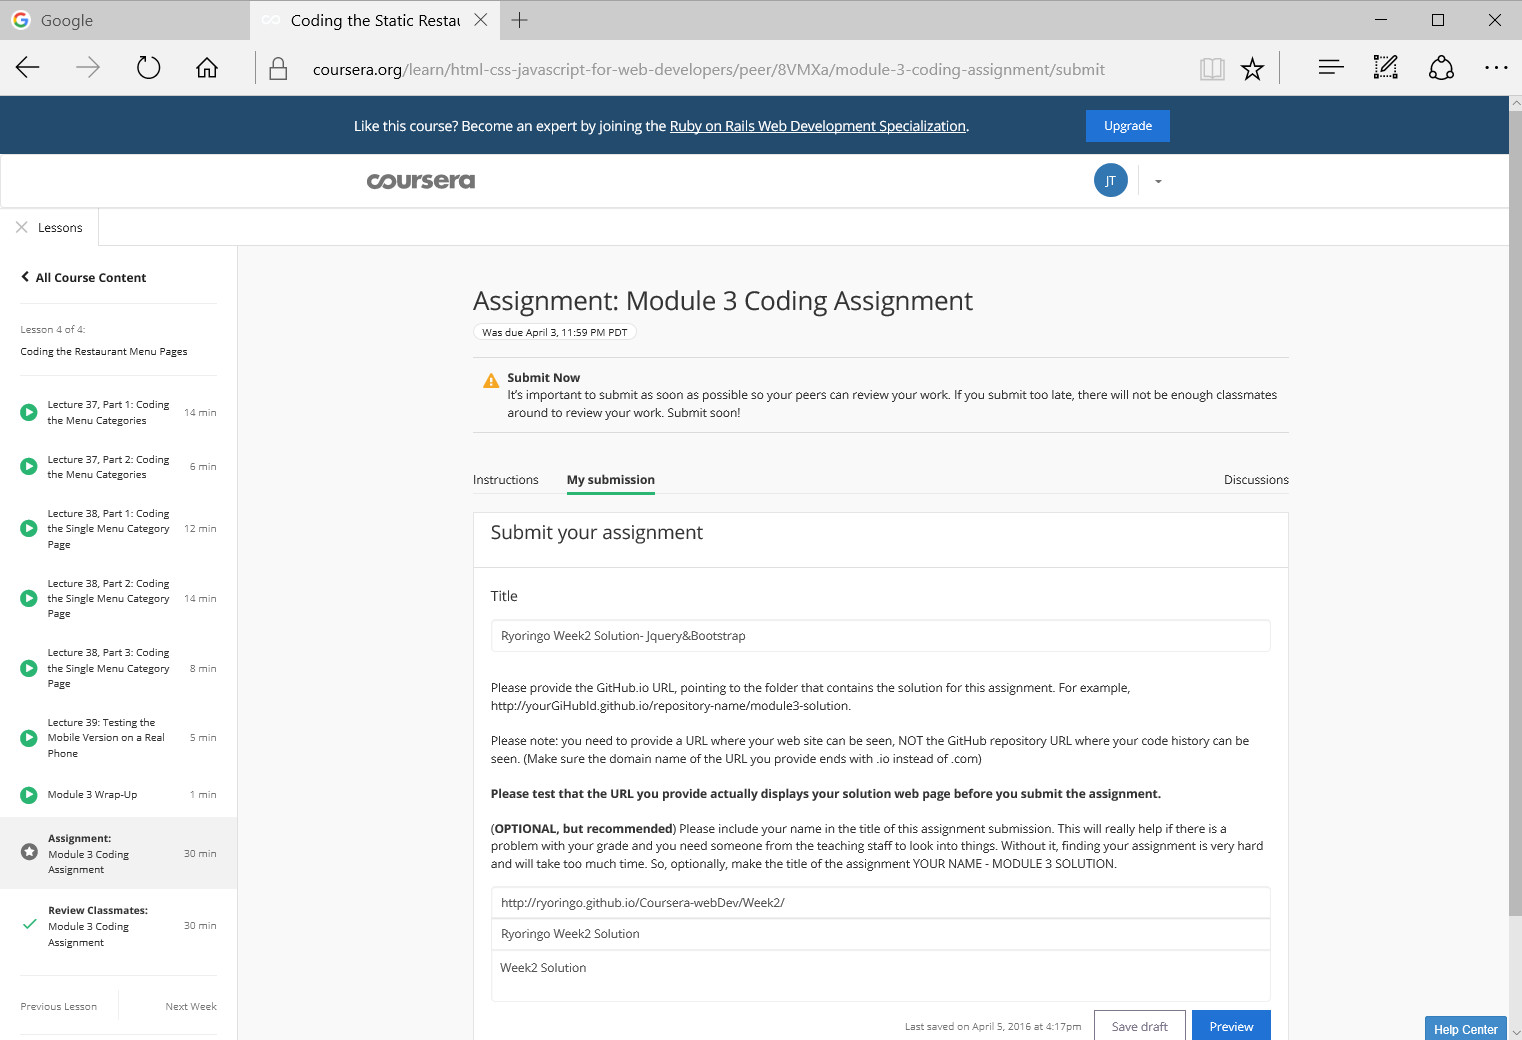 Google
Coding the Static Restau
coursera.org/learn/html-css-javascript-for-web-developers/peer/8VMXa/module-3-coding-assignment/submit
Like this course? Become an expert by joining the Ruby on Rails Web Development Specialization.
Upgrade
coursera
JT
Lessons
All Course Content
Lesson 4 of 4:
Coding the Restaurant Menu Pages
Lecture 37, Part 1: Coding
the Menu Categories
14 min
Lecture 37, Part 2: Coding
the Menu Categories
6 min
Lecture 38, Part 1: Coding
the Single Menu Category
Page
12 min
Lecture 38, Part 2: Coding
the Single Menu Category
Page
14 min
Lecture 38, Part 3: Coding
the Single Menu Category
Page
8 min
Lecture 39: Testing the
Mobile Version on a Real
Phone
5 min
Module 3 Wrap-Up
1 min
Assignment:
Module 3 Coding
Assignment
30 min
Review Classmates:
Module 3 Coding
Assignment
30 min
Previous Lesson
Next Week
Assignment: Module 3 Coding Assignment
Was due April 3, 11:59 PM PDT
Submit Now
It's important to submit as soon as possible so your peers can review your work. If you submit too late, there will not be enough classmates
around to review your work. Submit soon!
Instructions
My submission
Discussions
Submit your assignment
Title
Ryoringo Week2 Solution- Jquery&Bootstrap
Please provide the GitHub.io URL, pointing to the folder that contains the solution for this assignment. For example,
http://yourGiHubId.github.io/repository-name/module3-solution.
Please note: you need to provide a URL where your web site can be seen, NOT the GitHub repository URL where your code history can be
seen. (Make sure the domain name of the URL you provide ends with .io instead of .com)
Please test that the URL you provide actually displays your solution web page before you submit the assignment.
(OPTIONAL, but recommended) Please include your name in the title of this assignment submission. This will really help if there is a
problem with your grade and you need someone from the teaching staff to look into things. Without it, finding your assignment is very hard
and will take too much time. So, optionally, make the title of the assignment YOUR NAME - MODULE 3 SOLUTION.
http://ryoringo.github.io/Coursera-webDev/Week2/
Ryoringo Week2 Solution
Week2 Solution
Last saved on April 5, 2016 at 4:17pm
Save draft
Preview
Help Center